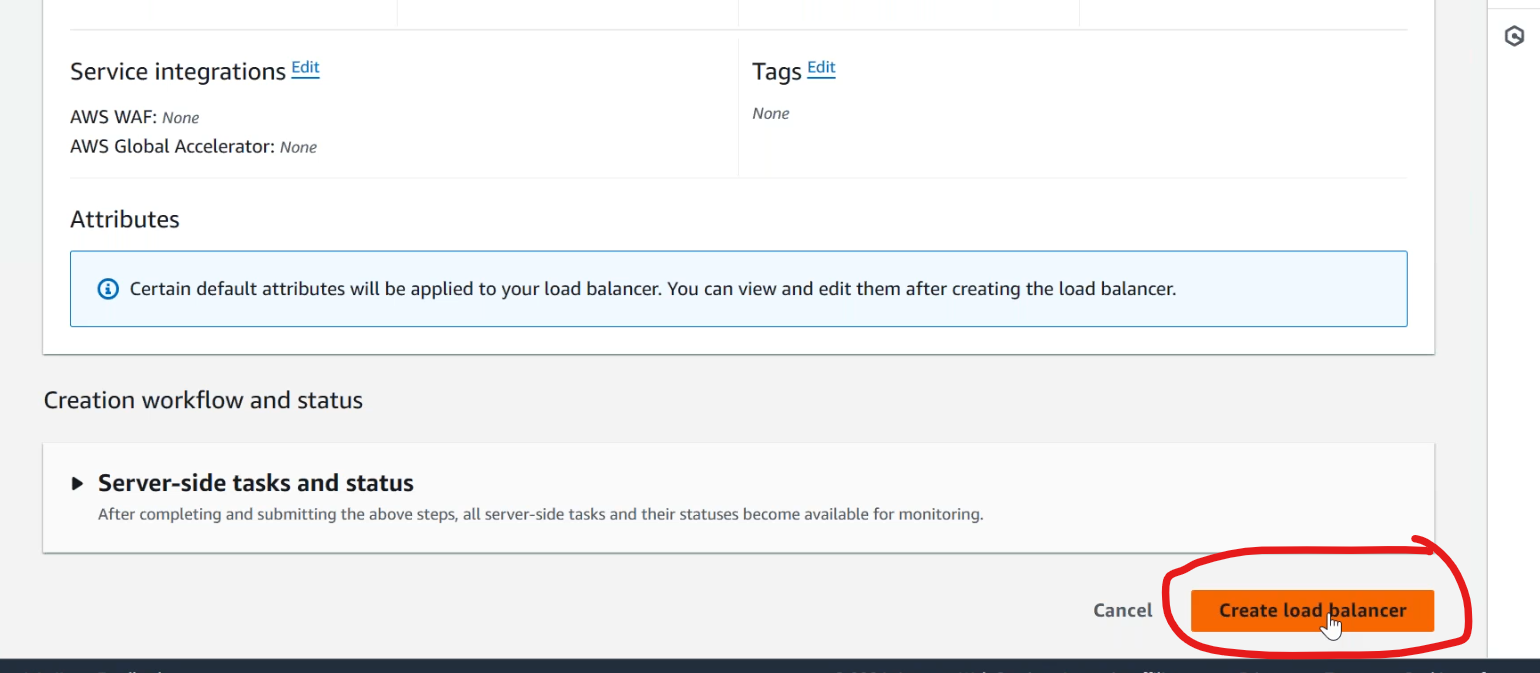 Service integrations Edit
Tags Edit
AWS WAF: None
None
AWS Global Accelerator: None
Attributes
Certain default attributes will be applied to your load balancer. You can view and edit them after creating the load balancer.
Creation workflow and status
Server-side tasks and status
After completing and submitting the above steps, all server-side tasks and their statuses become available for monitoring.
Cancel
Create load balancer